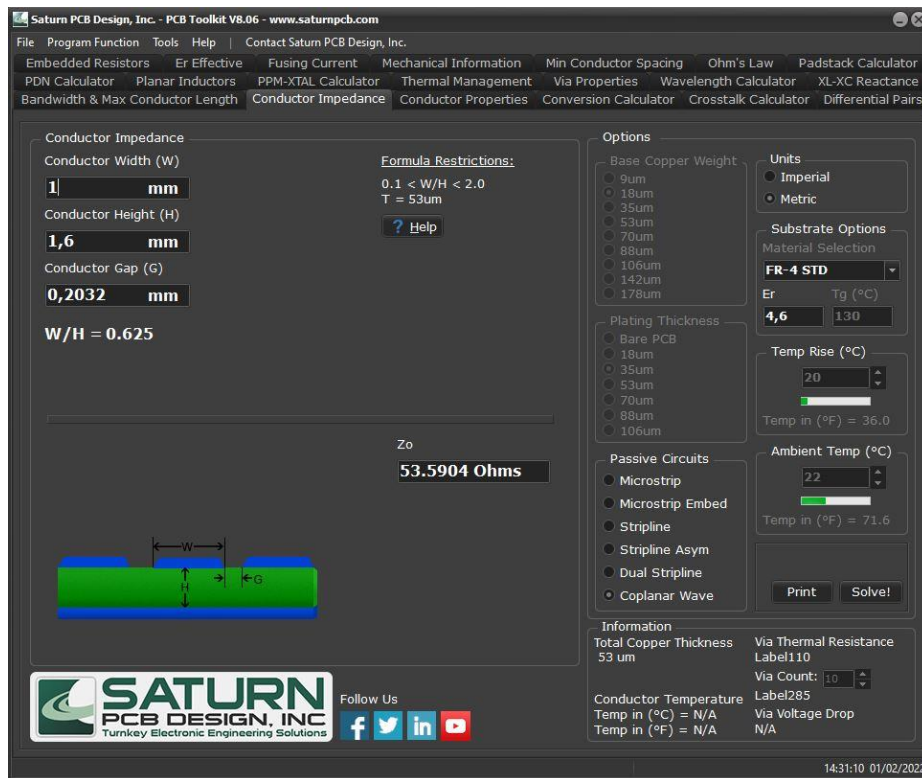 Saturn PCB Design, Inc. - PCB Toolkit V8.06 - www.saturnpcb.com
File Program Function Tools Help | Contact Saturn PCB Design, Inc.
Embedded Resistors Er Effective Fusing Current Mechanical Information Min Conductor Spacing Ohm's Law Padstack Calculator
PDN Calculator Planar Inductors PPM-XTAL Calculator Thermal Management Via Properties Wavelength Calculator XL-XC Reactance
Bandwidth & Max Conductor Length Conductor Impedance Conductor Properties Conversion Calculator Crosstalk Calculator Differential Pairs
Conductor Impedance
Conductor Width (W)
1 mm
Conductor Height (H)
1,6 mm
Conductor Gap (G)
0,2032 mm
W/H = 0.625
Formula Restrictions:
0.1 < W/H < 2.0
T = 53um
? Help
Zo
53.5904 Ohms
W
H
G
Options
Base Copper Weight
9um
18um
35um
53um
70um
88um
106um
142um
178um
Plating Thickness
Bare PCB
18um
35um
53um
70um
88um
106um
Passive Circuits
Microstrip
Microstrip Embed
Stripline
Stripline Asym
Dual Stripline
Coplanar Wave
Units
Imperial
Metric
Substrate Options
Material Selection
FR-4 STD
Er Tg (°C)
4,6 130
Temp Rise (°C)
20
Temp in (°F) = 36.0
Ambient Temp (°C)
22
Temp in (°F) = 71.6
Print Solve!
Information
Total Copper Thickness
53 um
Conductor Temperature
Temp in (°C) = N/A
Temp in (°F) = N/A
Via Thermal Resistance
Label110
Via Count: 10
Label285
Via Voltage Drop
N/A
SATURN
PCB DESIGN, INC
Turnkey Electronic Engineering Solutions
Follow Us
f
in
14:31:10 01/02/202